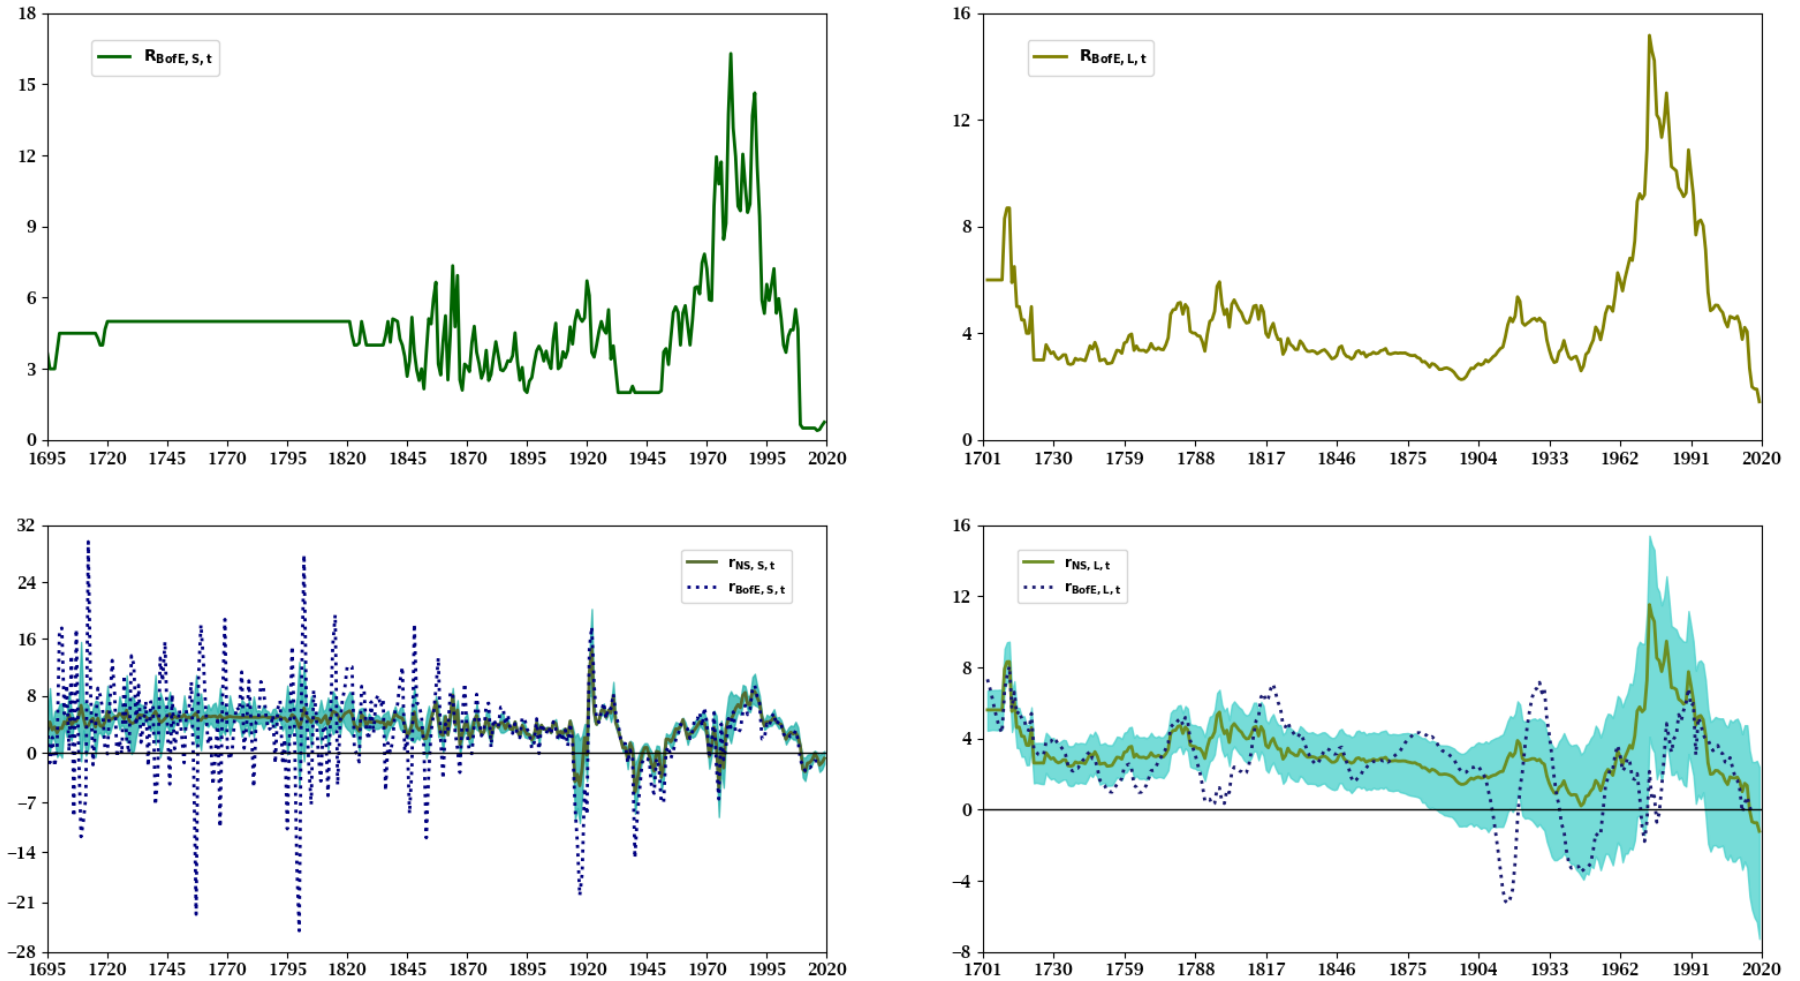 18
15
12
9
6
3
0
R_BofE, S, t
1695 1720 1745 1770 1795 1820 1845 1870 1895 1920 1945 1970 1995 2020
16
12
8
4
0
R_BofE, L, t
1701 1730 1759 1788 1817 1846 1875 1904 1933 1962 1991 2020
32
24
16
8
0
−7
−14
−21
−28
r_NS, S, t
r_BofE, S, t
1695 1720 1745 1770 1795 1820 1845 1870 1895 1920 1945 1970 1995 2020
16
12
8
4
0
−4
−8
r_NS, L, t
r_BofE, L, t
1701 1730 1759 1788 1817 1846 1875 1904 1933 1962 1991 2020